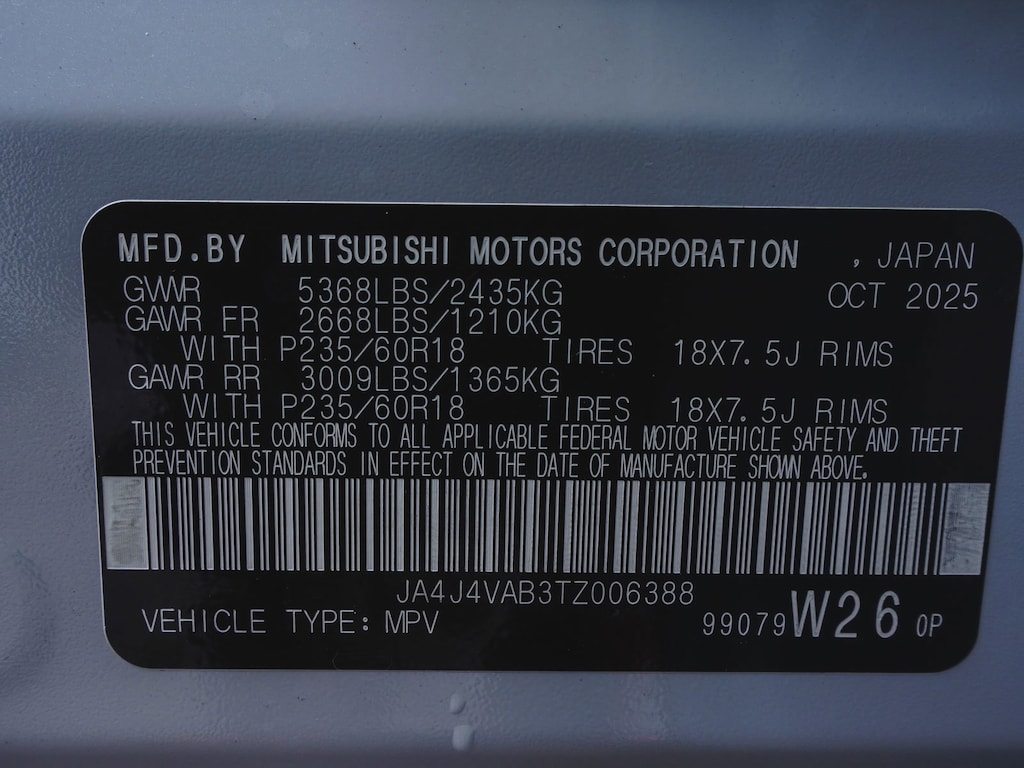 MFD.BY MITSUBISHI MOTORS CORPORATION , JAPAN
GVWR 5368LBS/2435KG OCT 2025
GAWR FR 2668LBS/1210KG
WITH P235/60R18 TIRES 18X7.5J RIMS
GAWR RR 3009LBS/1365KG
WITH P235/60R18 TIRES 18X7.5J RIMS
THIS VEHICLE CONFORMS TO ALL APPLICABLE FEDERAL MOTOR VEHICLE SAFETY AND THEFT
PREVENTION STANDARDS IN EFFECT ON THE DATE OF MANUFACTURE SHOWN ABOVE.
JA4J4VAB3TZ006388
VEHICLE TYPE: MPV 99079 W26 0P